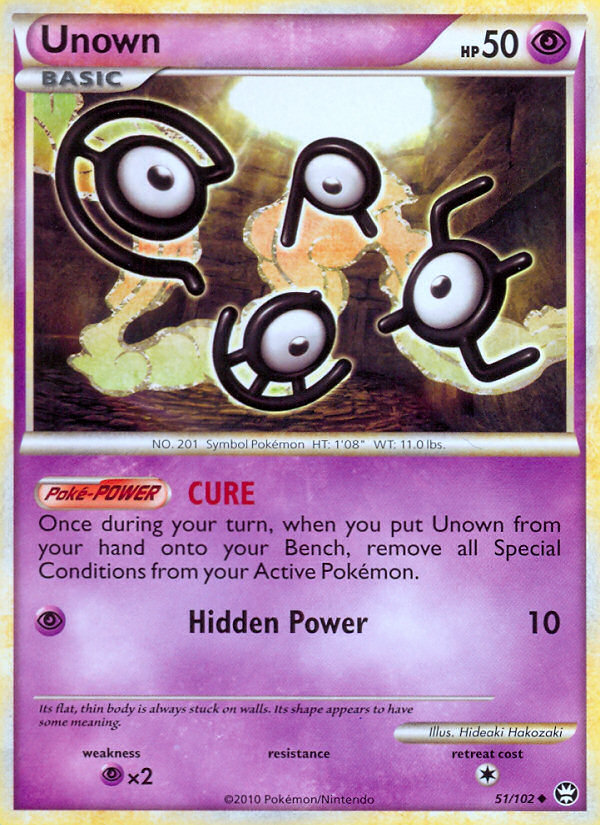 Unown
HP 50
BASIC
NO. 201 Symbol Pokémon HT: 1'08" WT: 11.0 lbs.
Poké-POWER CURE
Once during your turn, when you put Unown from
your hand onto your Bench, remove all Special
Conditions from your Active Pokémon.
Hidden Power 10
Its flat, thin body is always stuck on walls. Its shape appears to have
some meaning.
Illus. Hideaki Hakozaki
weakness resistance retreat cost
×2
©2010 Pokémon/Nintendo 51/102